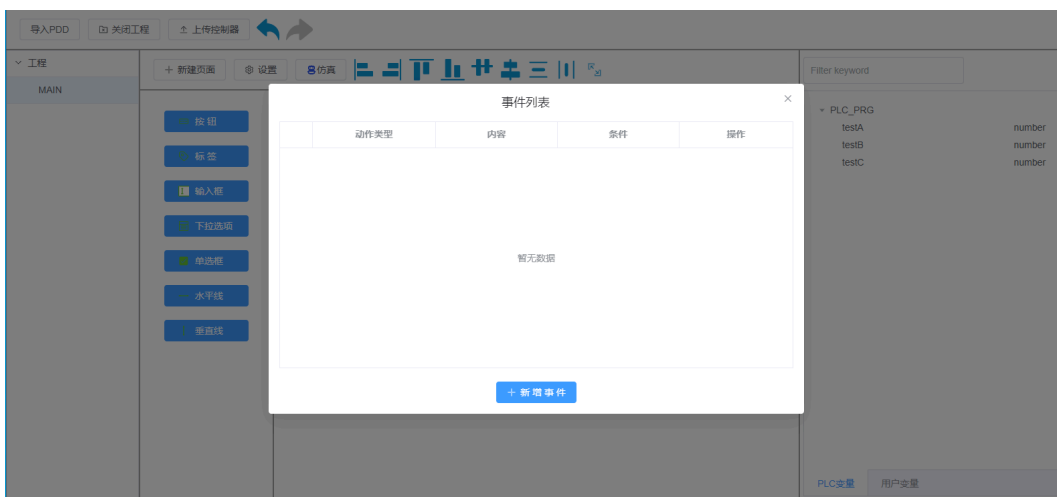 导入PDD 关闭工程 上传控制器
工程
MAIN
新建页面 设置 仿真
Filter keyword
按钮
标签
输入框
下拉选项
单选框
水平线
垂直线
事件列表
动作类型 内容 条件 操作
暂无数据
新增事件
PLC_PRG
testA number
testB number
testC number
PLC变量 用户变量